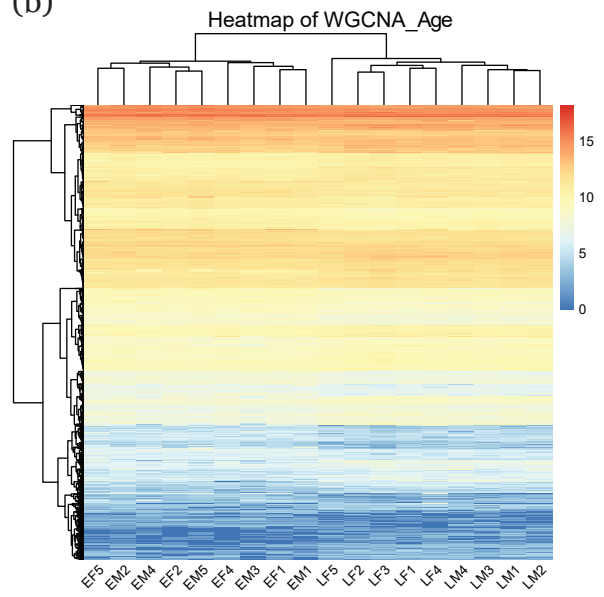 (b)
Heatmap of WGCNA_Age
15
10
5
0
EF5 EM2 EM4 EF2 EM5 EF4 EM3 EF1 EM1 LF5 LF2 LF3 LF1 LF4 LM4 LM3 LM1 LM2